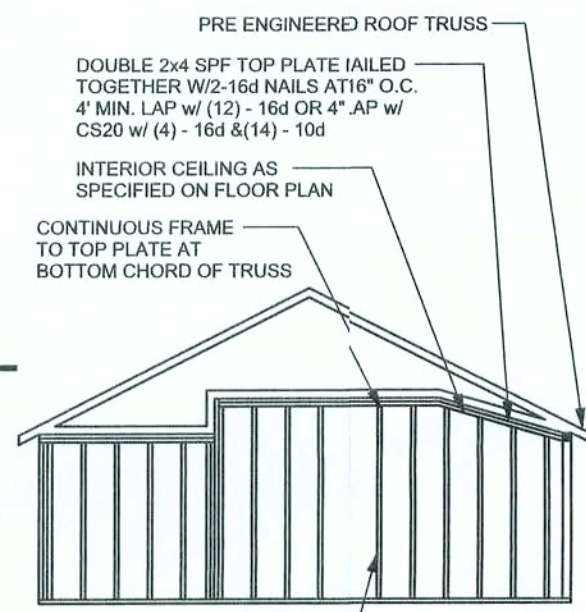 PRE ENGINEERED ROOF TRUSS
DOUBLE 2x4 SPF TOP PLATE IAILED
TOGETHER W/2-16d NAILS AT16" O.C.
4' MIN. LAP w/ (12) - 16d OR 4" .AP w/
CS20 w/ (4) - 16d &(14) - 10d
INTERIOR CEILING AS
SPECIFIED ON FLOOR PLAN
CONTINUOUS FRAME
TO TOP PLATE AT
BOTTOM CHORD OF TRUSS